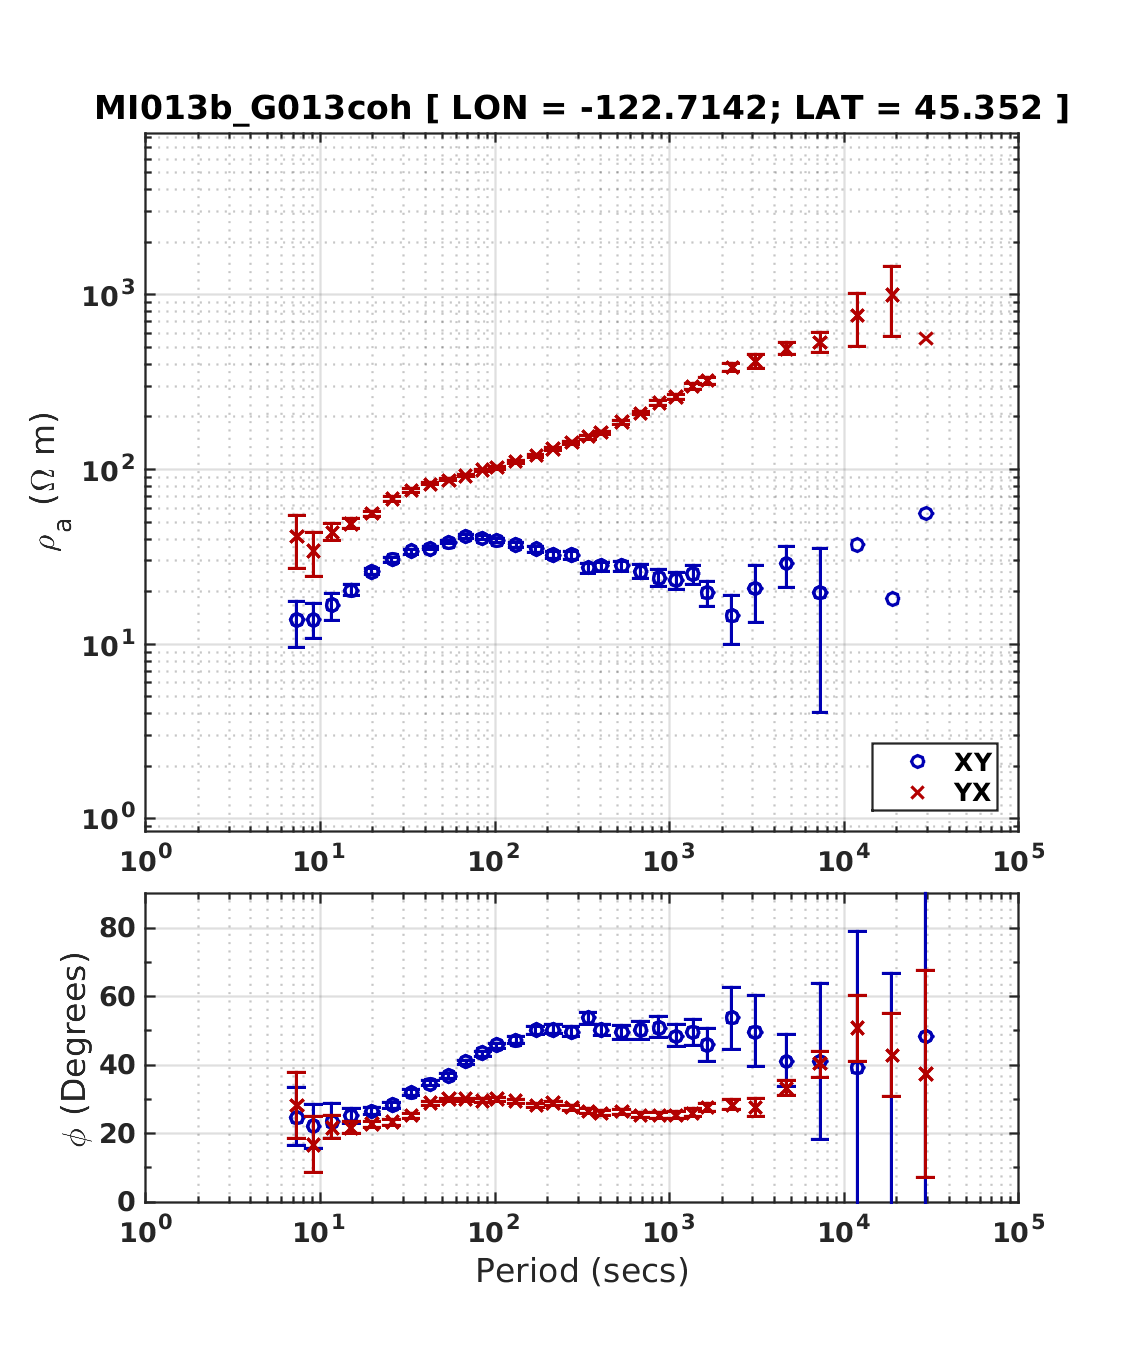 MI013b_G013coh [ LON = -122.7142; LAT = 45.352 ]
10³
10²
10¹
10⁰
ρₐ (Ω m)
XY
YX
10⁰ 10¹ 10² 10³ 10⁴ 10⁵
80
60
40
20
0
ϕ (Degrees)
10⁰ 10¹ 10² 10³ 10⁴ 10⁵
Period (secs)